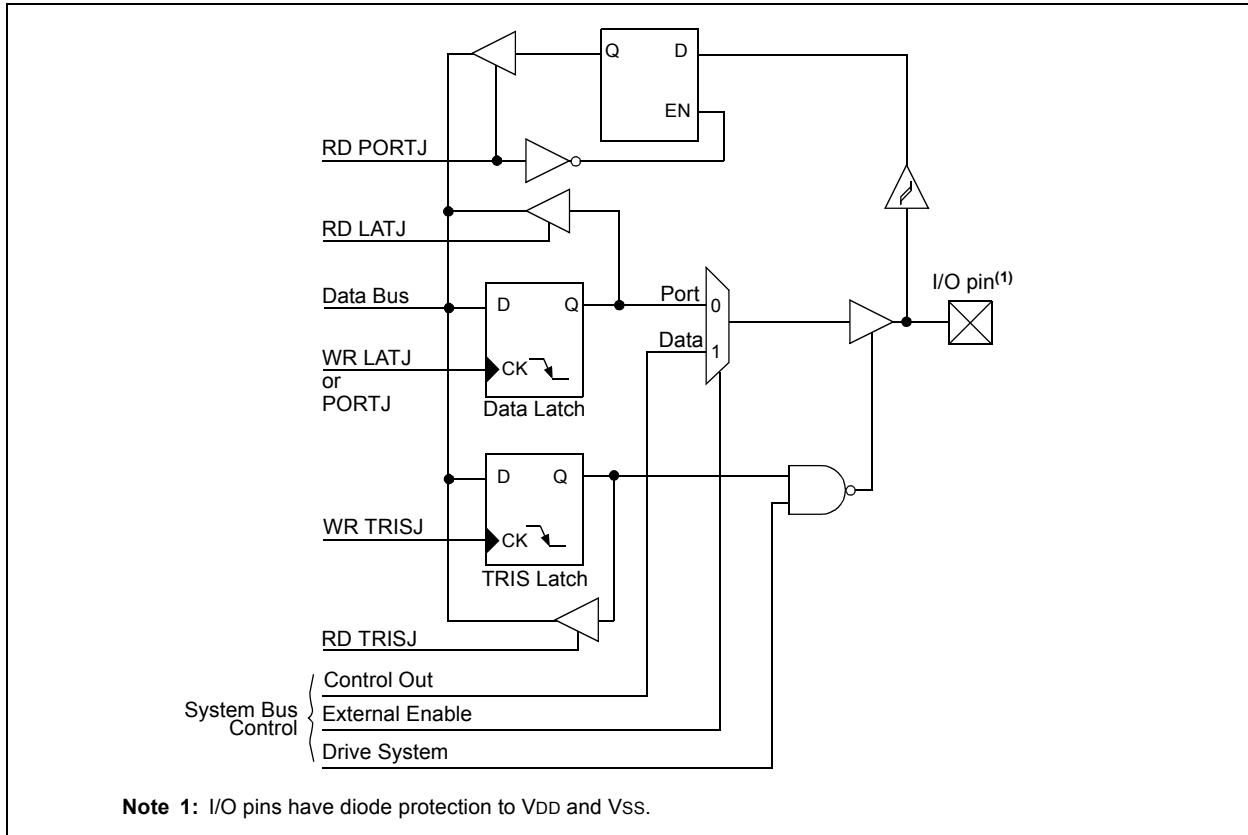 Q D
EN
RD PORTJ
RD LATJ
I/O pin(1)
Data Bus
D Q
Port
0
Data
1
WR LATJ
or
PORTJ
CK
Data Latch
D Q
WR TRISJ
CK
TRIS Latch
RD TRISJ
Control Out
System Bus
Control
External Enable
Drive System
Note 1: I/O pins have diode protection to VDD and VSS.